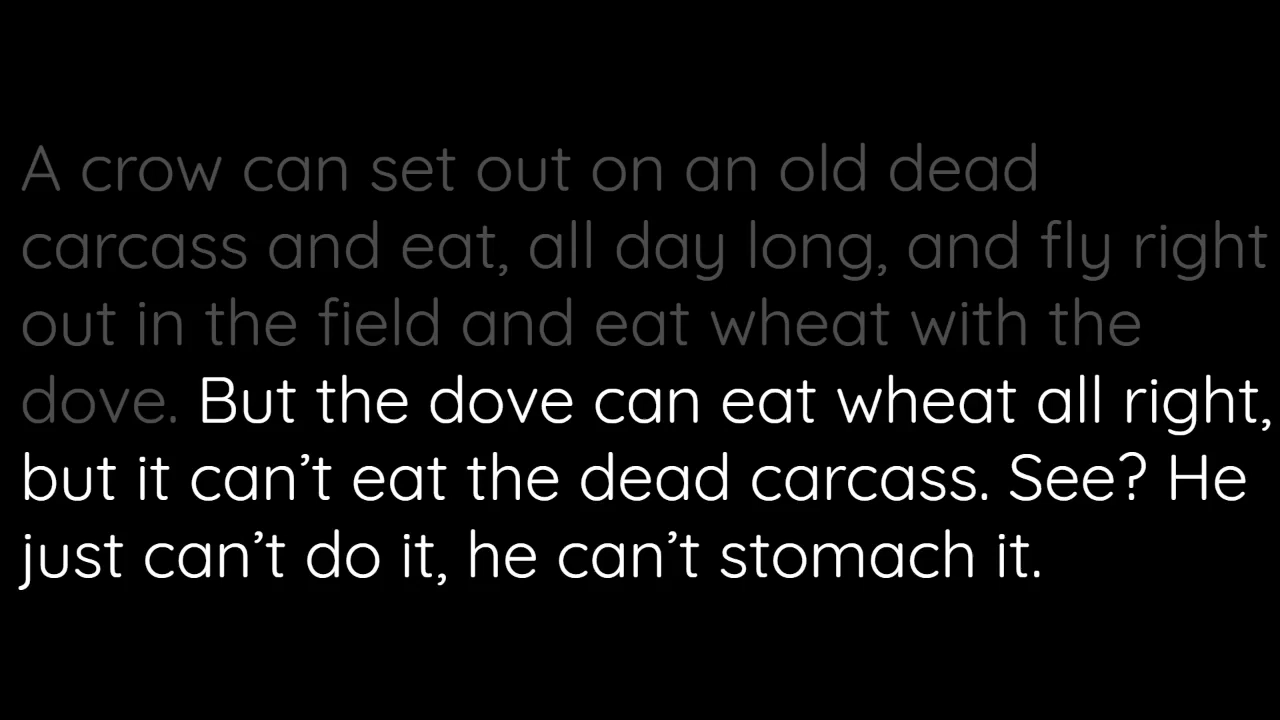 A crow can set out on an old dead
carcass and eat, all day long, and fly right
out in the field and eat wheat with the
dove. But the dove can eat wheat all right,
but it can’t eat the dead carcass. See? He
just can’t do it, he can’t stomach it.